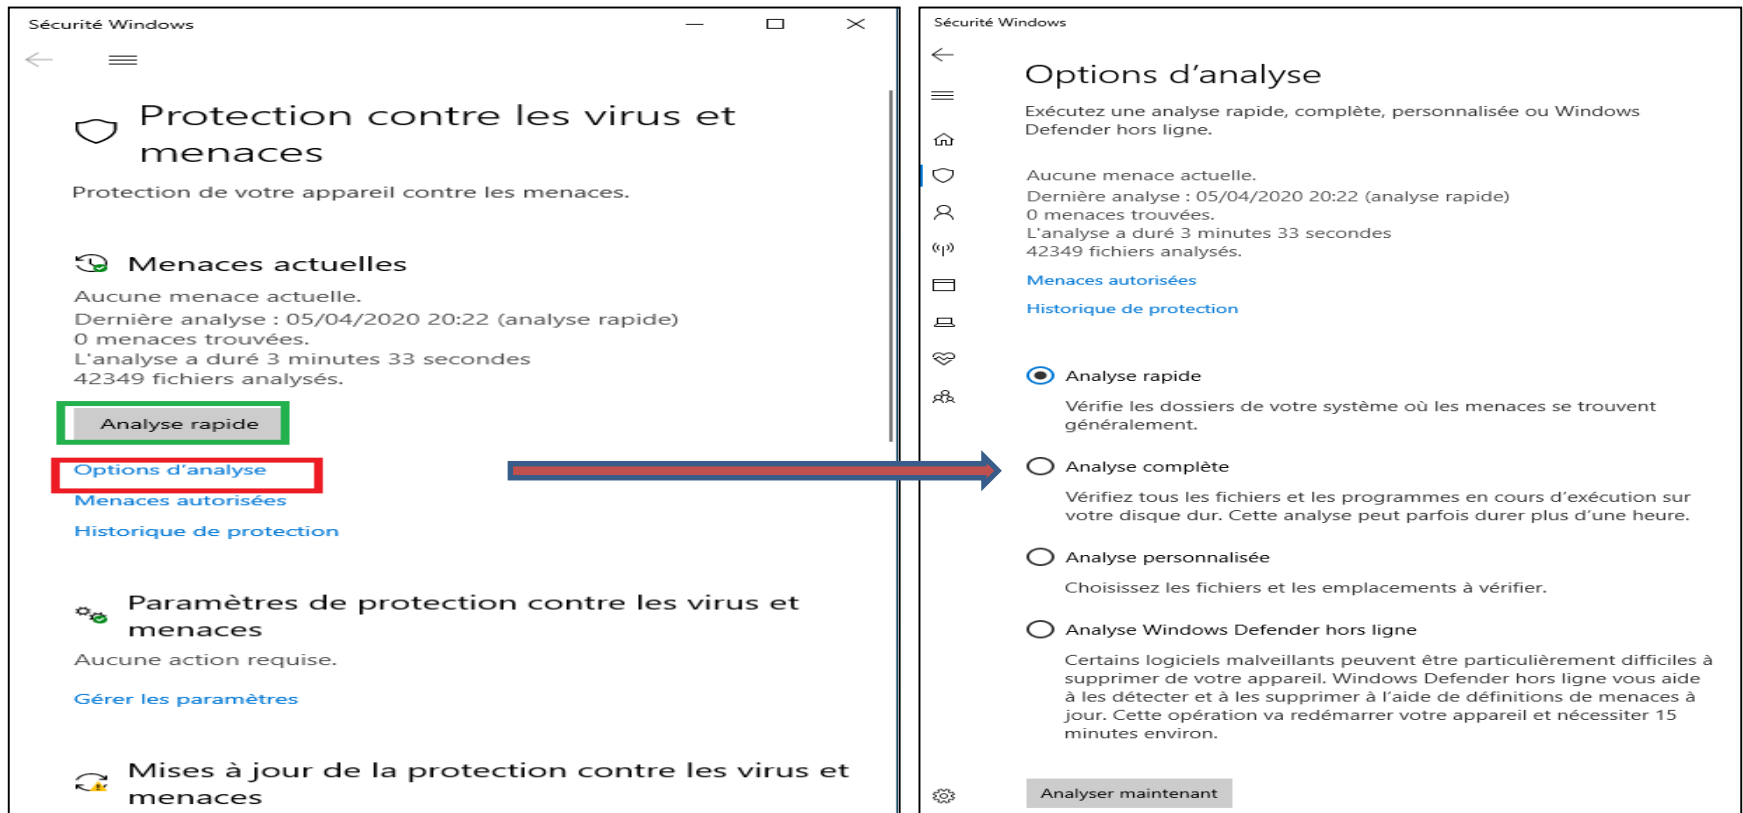 Sécurité Windows
Protection contre les virus et
menaces
Protection de votre appareil contre les menaces.
Menaces actuelles
Aucune menace actuelle.
Dernière analyse : 05/04/2020 20:22 (analyse rapide)
0 menaces trouvées.
L'analyse a duré 3 minutes 33 secondes
42349 fichiers analysés.
Analyse rapide
Options d'analyse
Menaces autorisées
Historique de protection
Paramètres de protection contre les virus et
menaces
Aucune action requise.
Gérer les paramètres
Mises à jour de la protection contre les virus et
menaces
Sécurité Windows
Options d'analyse
Exécutez une analyse rapide, complète, personnalisée ou Windows
Defender hors ligne.
Aucune menace actuelle.
Dernière analyse : 05/04/2020 20:22 (analyse rapide)
0 menaces trouvées.
L'analyse a duré 3 minutes 33 secondes
42349 fichiers analysés.
Menaces autorisées
Historique de protection
Analyse rapide
Vérifie les dossiers de votre système où les menaces se trouvent
généralement.
Analyse complète
Vérifiez tous les fichiers et les programmes en cours d'exécution sur
votre disque dur. Cette analyse peut parfois durer plus d'une heure.
Analyse personnalisée
Choisissez les fichiers et les emplacements à vérifier.
Analyse Windows Defender hors ligne
Certains logiciels malveillants peuvent être particulièrement difficiles à
supprimer de votre appareil. Windows Defender hors ligne vous aide
à les détecter et à les supprimer à l'aide de définitions de menaces à
jour. Cette opération va redémarrer votre appareil et nécessiter 15
minutes environ.
Analyser maintenant